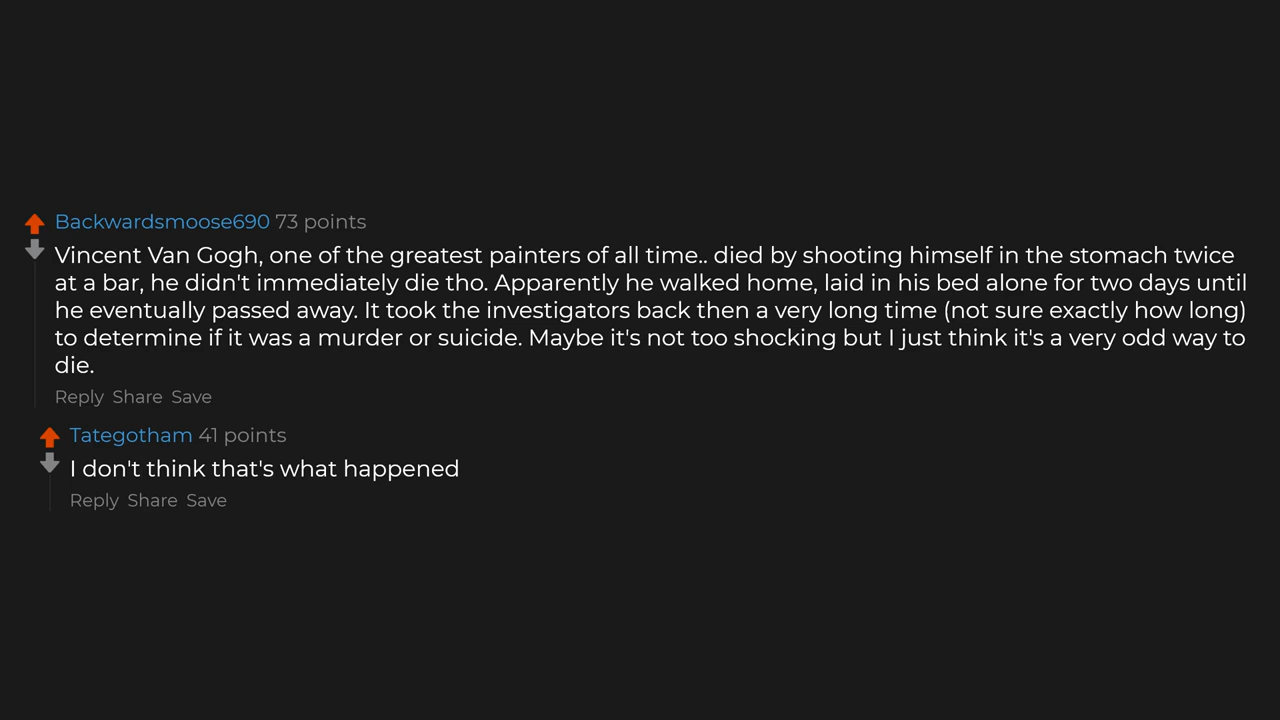 Backwardsmoose690 73 points
Vincent Van Gogh, one of the greatest painters of all time.. died by shooting himself in the stomach twice
at a bar, he didn't immediately die tho. Apparently he walked home, laid in his bed alone for two days until
he eventually passed away. It took the investigators back then a very long time (not sure exactly how long)
to determine if it was a murder or suicide. Maybe it's not too shocking but I just think it's a very odd way to
die.
Reply Share Save
Tategotham 41 points
I don't think that's what happened
Reply Share Save